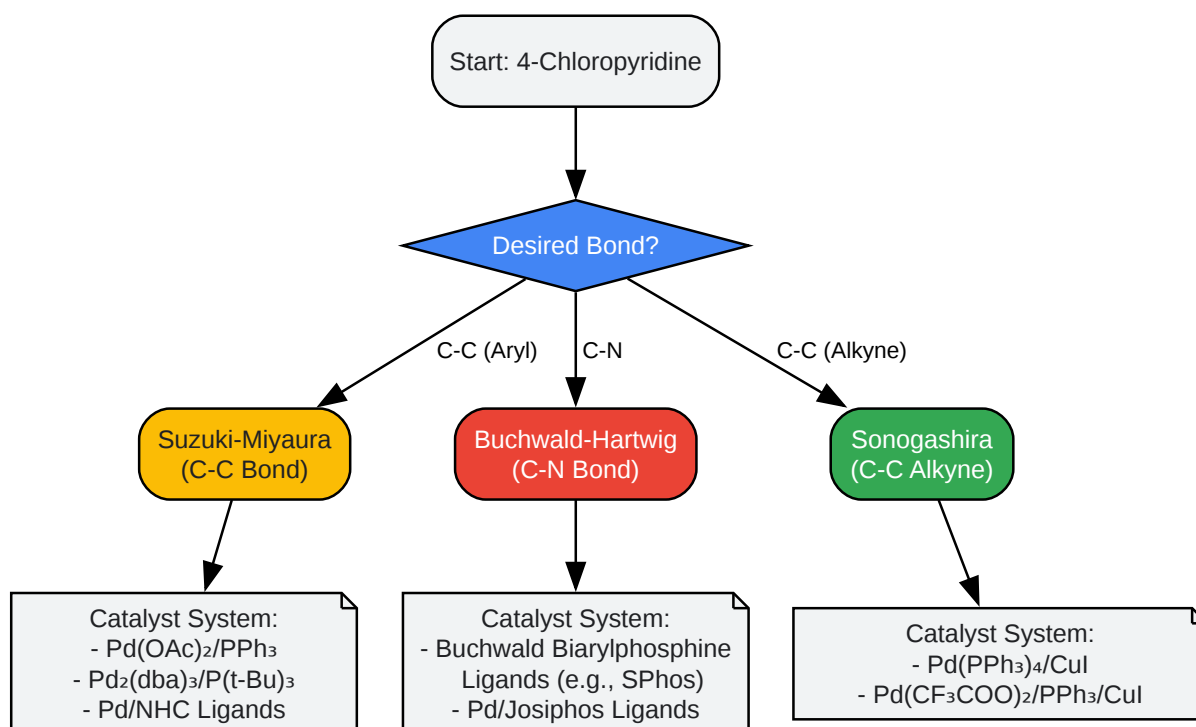 Start: 4-Chloropyridine
Desired Bond?
C-C (Aryl)
C-N
C-C (Alkyne)
Suzuki-Miyaura
(C-C Bond)
Buchwald-Hartwig
(C-N Bond)
Sonogashira
(C-C Alkyne)
Catalyst System:
- Pd(OAc)₂/PPh₃
- Pd₂(dba)₃/P(t-Bu)₃
- Pd/NHC Ligands
Catalyst System:
- Buchwald Biarylphosphine
Ligands (e.g., SPhos)
- Pd/Josiphos Ligands
Catalyst System:
- Pd(PPh₃)₄/CuI
- Pd(CF₃COO)₂/PPh₃/CuI